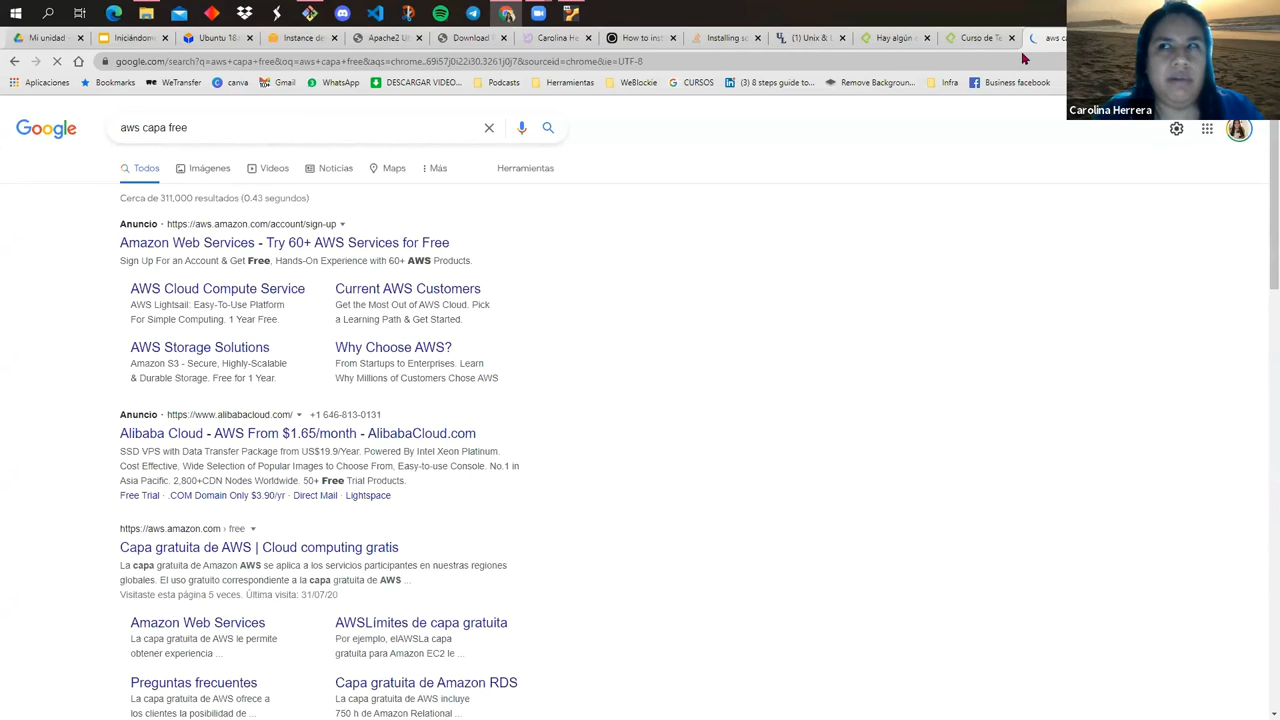 Mi unidad -
Iniciándome
Ubuntu 18.
Instance de
Apache2 Ub
Download
Carolina He
How to inst
Installing so
(1) Unix & L
Hay algún c
Curso de Te
aws ca
google.com/search?q=aws+capa+free&oq=aws+capa+free&aqs=chrome..69i57j0i22i30.3261j0j7&sourceid=chrome&ie=UTF-8
Aplicaciones
Bookmarks
WeTransfer
canva
Gmail
WhatsApp
DESCARGAR VIDEO...
Podcasts
Herramientas
WeBlockie
CURSOS
(1) 8 steps guide to...
Remove Background...
Infra
Business facebook
Carolina Herrera
Google
aws capa free
Todos
Imágenes
Videos
Noticias
Maps
Más
Herramientas
Cerca de 311,000 resultados (0.43 segundos)
Anuncio · https://aws.amazon.com/account/sign-up
Amazon Web Services - Try 60+ AWS Services for Free
Sign Up For an Account & Get Free, Hands-On Experience with 60+ AWS Products.
AWS Cloud Compute Service
AWS Lightsail: Easy-To-Use Platform
For Simple Computing. 1 Year Free.
Current AWS Customers
Get the Most Out of AWS Cloud. Pick
a Learning Path & Get Started.
AWS Storage Solutions
Amazon S3 - Secure, Highly-Scalable
& Durable Storage. Free for 1 Year.
Why Choose AWS?
From Startups to Enterprises. Learn
Why Millions of Customers Chose AWS
Anuncio · https://www.alibabacloud.com/ +1 646-813-0131
Alibaba Cloud - AWS From $1.65/month - AlibabaCloud.com
SSD VPS with Data Transfer Package from US$19.9/Year. Powered By Intel Xeon Platinum.
Cost Effective, Wide Selection of Popular Images to Choose From, Easy-to-use Console. No.1 in
Asia Pacific. 2,800+CDN Nodes Worldwide. 50+ Free Trial Products.
Free Trial · .COM Domain Only $3.90/yr · Direct Mail · Lightspace
https://aws.amazon.com › free
Capa gratuita de AWS | Cloud computing gratis
La capa gratuita de Amazon AWS se aplica a los servicios participantes en nuestras regiones
globales. El uso gratuito correspondiente a la capa gratuita de AWS ...
Visitaste esta página 5 veces. Última visita: 31/07/20
Amazon Web Services
La capa gratuita de AWS le permite
obtener experiencia ...
AWSLímites de capa gratuita
Por ejemplo, elAWSLa capa
gratuita para Amazon EC2 le ...
Preguntas frecuentes
La capa gratuita de AWS ofrece a
los clientes la posibilidad de ...
Capa gratuita de Amazon RDS
La capa gratuita de AWS incluye
750 h de Amazon Relational ...